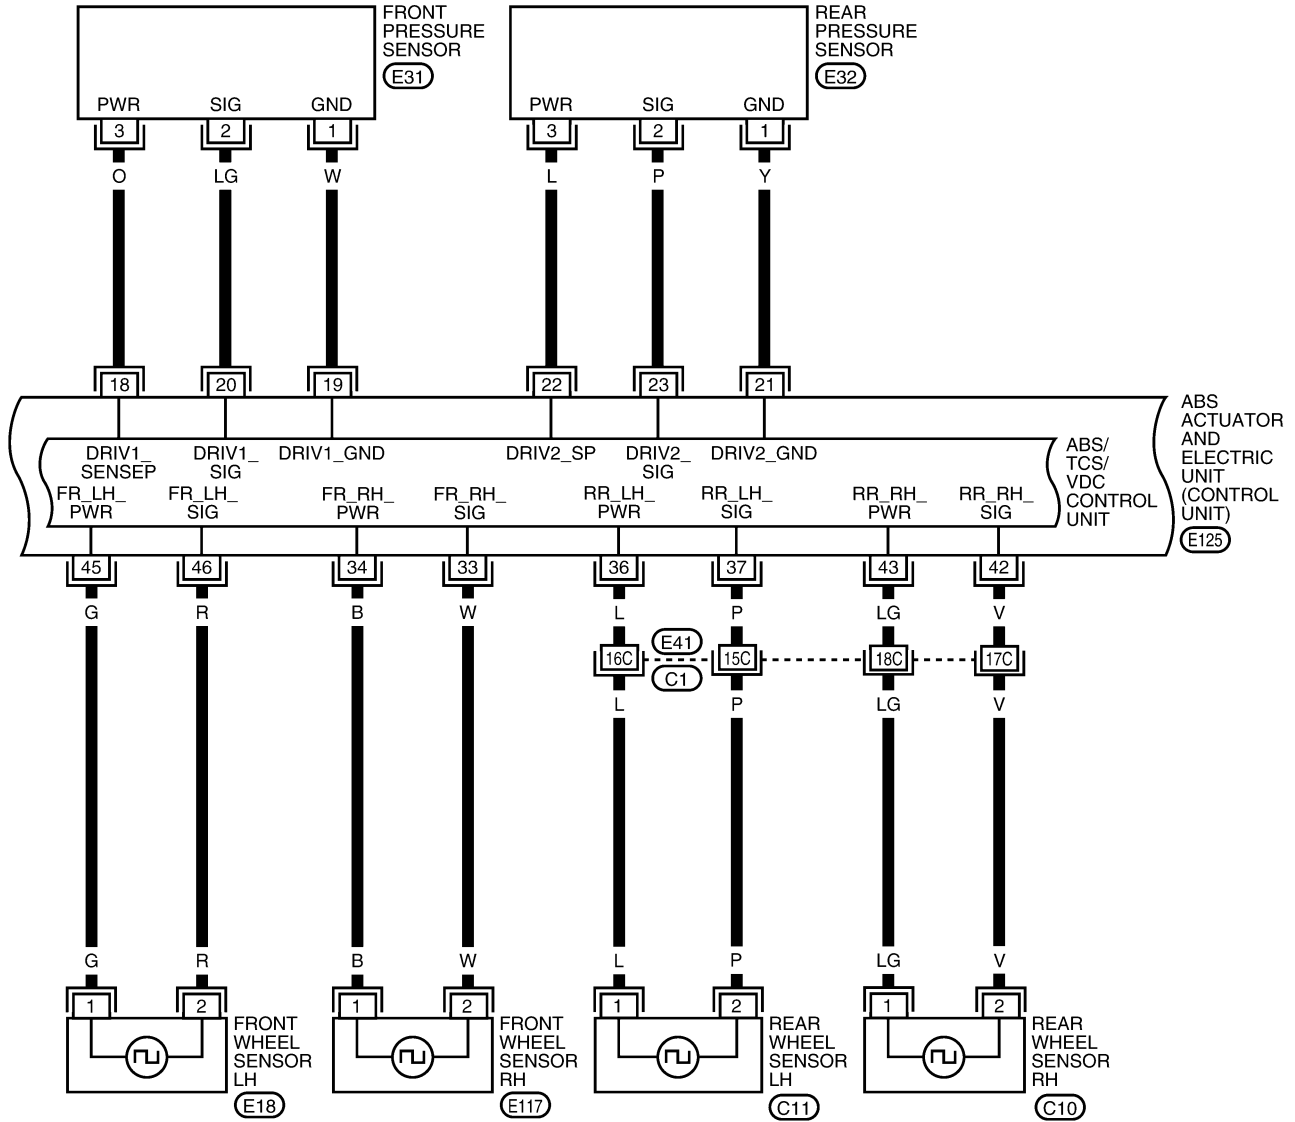 FRONT
PRESSURE
SENSOR
E31
REAR
PRESSURE
SENSOR
E32
PWR SIG GND
PWR SIG GND
3 2 1
3 2 1
O LG W
L P Y
18 20 19 22 23 21
DRIV1_
SENSEP
DRIV1_
SIG
DRIV1_GND
DRIV2_SP
DRIV2_
SIG
DRIV2_GND
FR_LH_
PWR
FR_LH_
SIG
FR_RH_
PWR
FR_RH_
SIG
RR_LH_
PWR
RR_LH_
SIG
RR_RH_
PWR
RR_RH_
SIG
ABS/
TCS/
VDC
CONTROL
UNIT
ABS
ACTUATOR
AND
ELECTRIC
UNIT
(CONTROL
UNIT)
E125
45 46 34 33 36 37 43 42
G R B W L P LG V
E41
16C 15C 18C 17C
C1
L P LG V
G R B W L P LG V
1 2 1 2 1 2 1 2
FRONT
WHEEL
SENSOR
LH
E18
FRONT
WHEEL
SENSOR
RH
E117
REAR
WHEEL
SENSOR
LH
C11
REAR
WHEEL
SENSOR
RH
C10